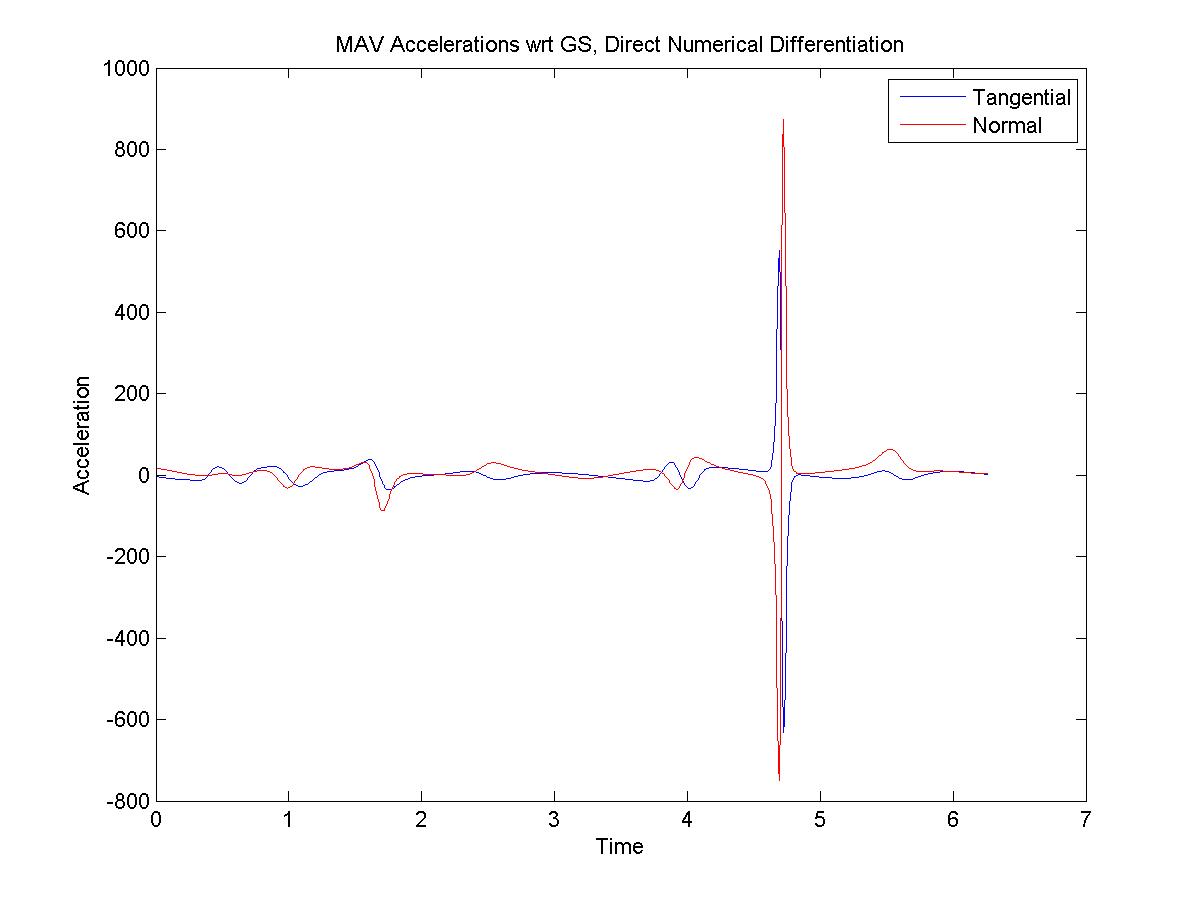 MAV Accelerations wrt GS, Direct Numerical Differentiation
Tangential
Normal
1000
800
600
400
200
0
-200
-400
-600
-800
Acceleration
0 1 2 3 4 5 6 7
Time